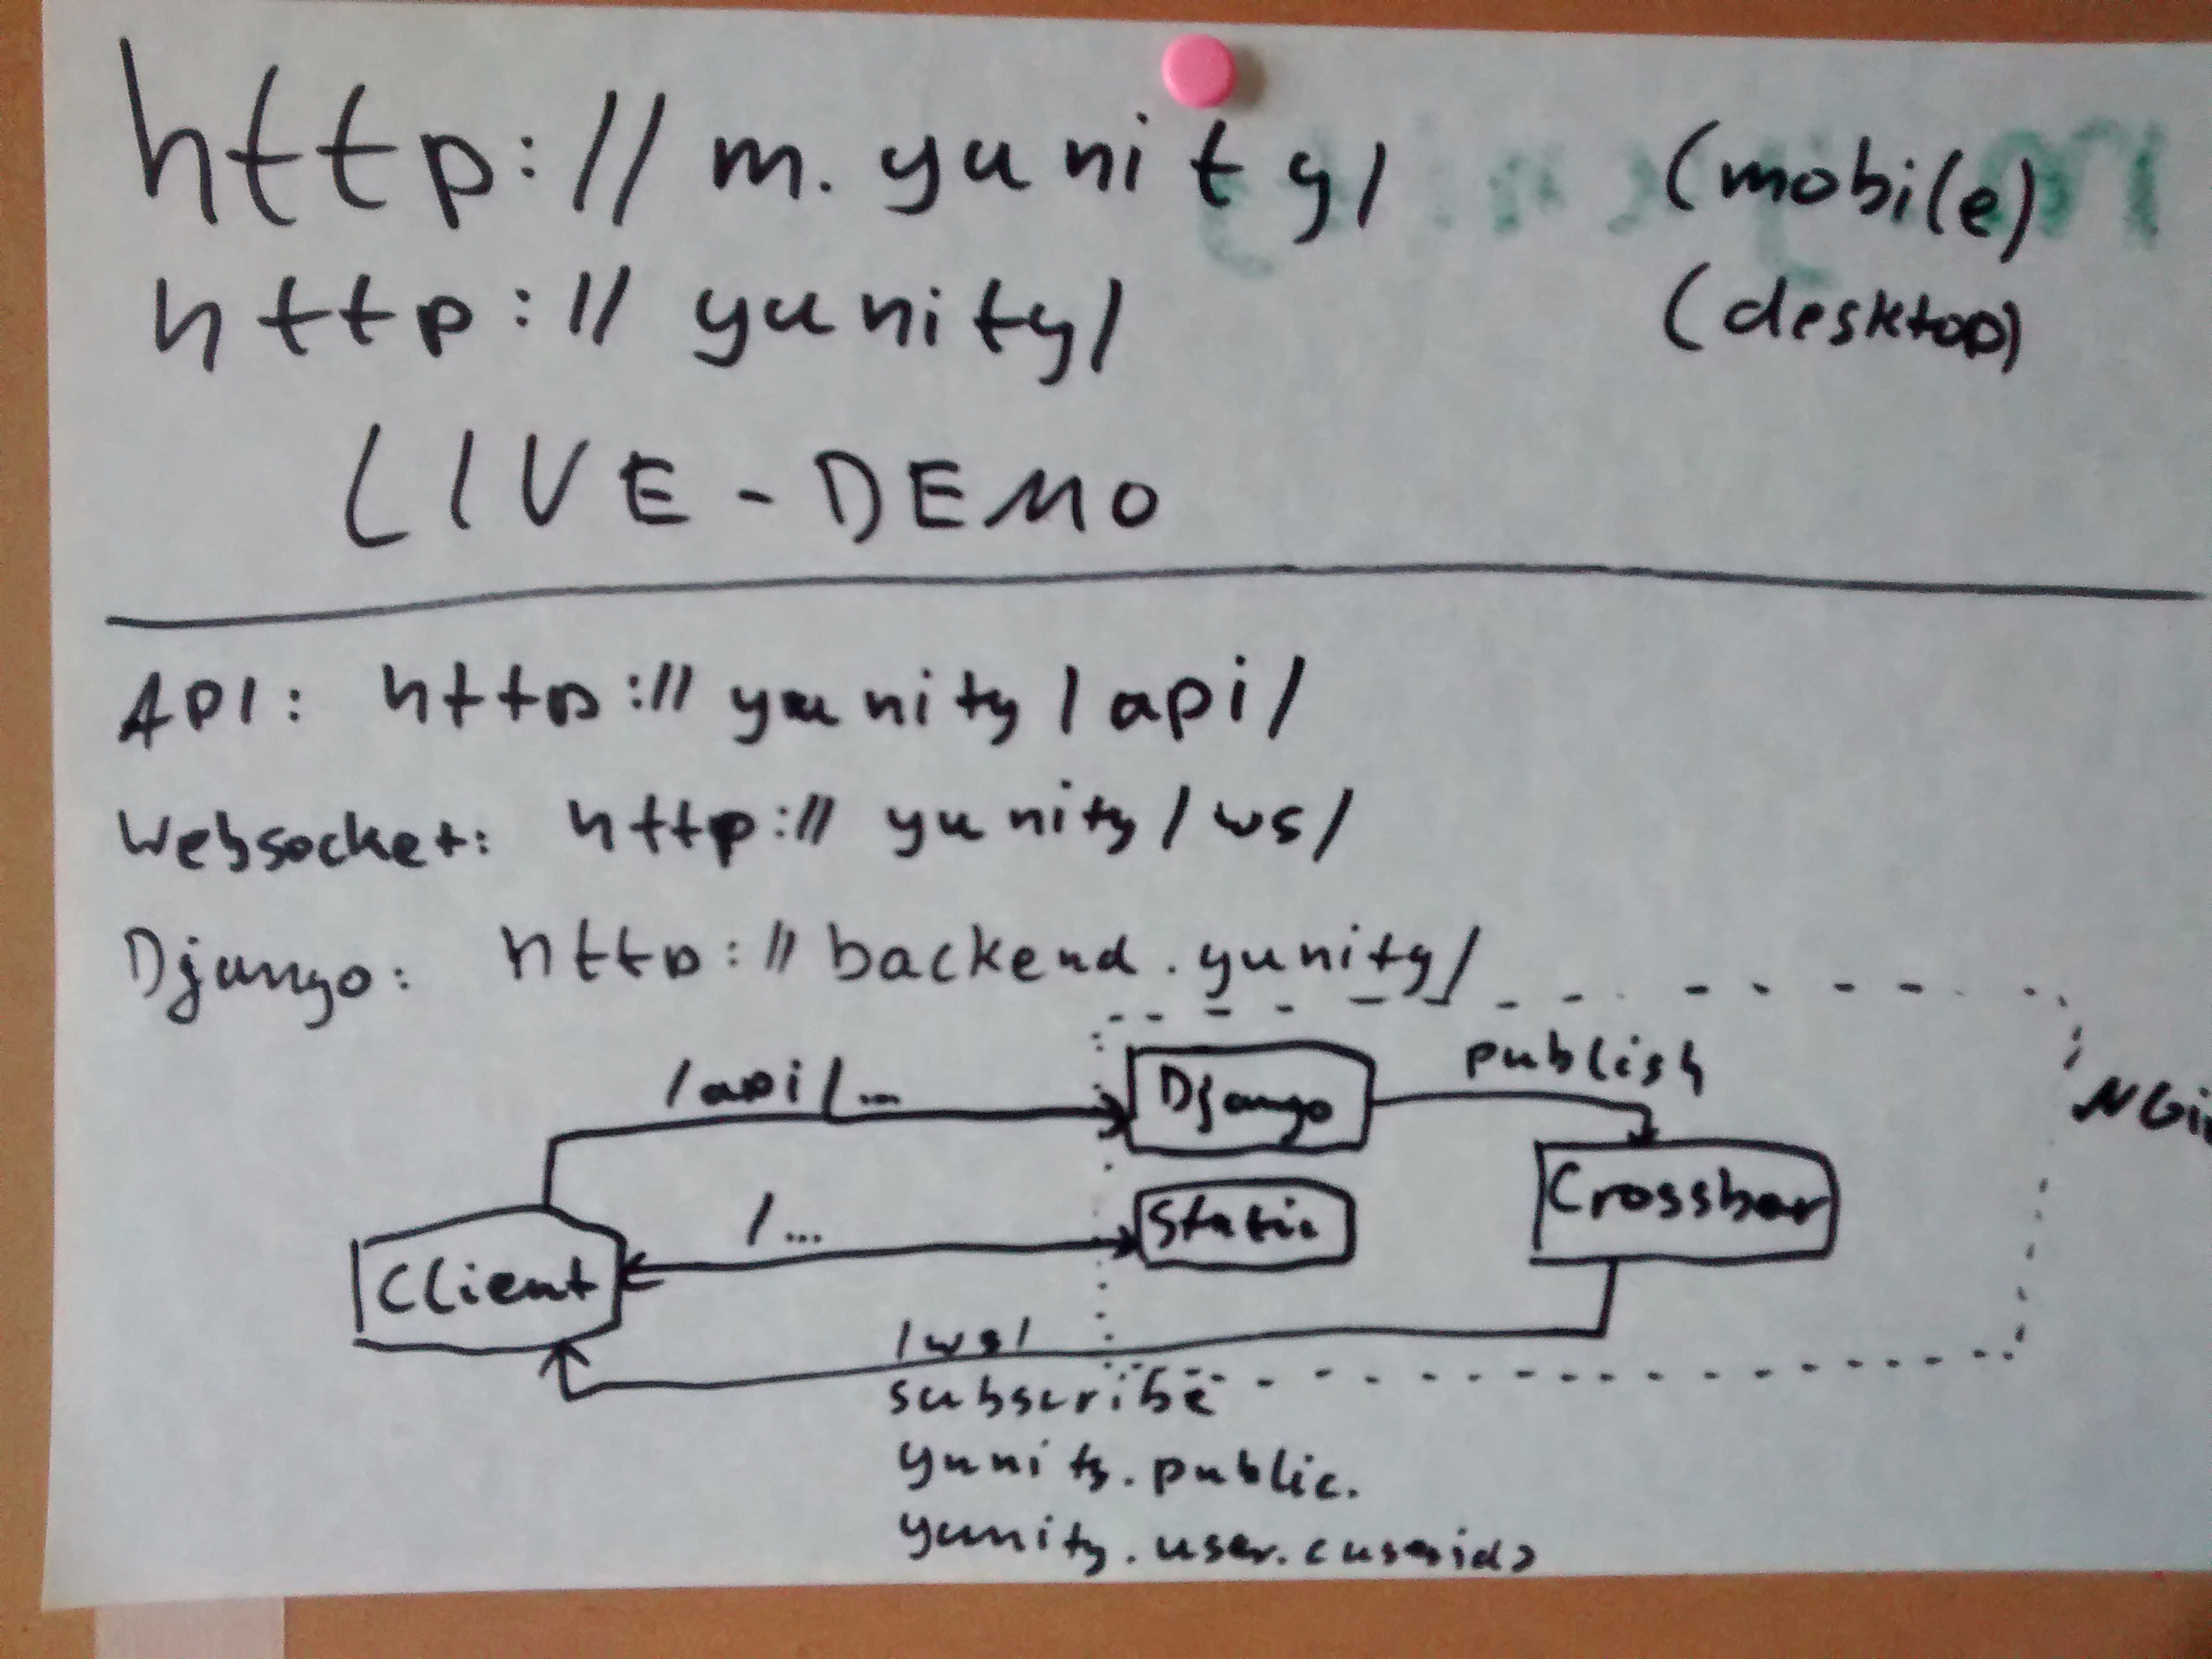 http://m.yunity/ (mobile)
http://yunity/ (desktop)
LIVE-DEMO
API: http://yunity/api/
Websocket: http://yunity/ws/
Django: http://backend.yunity/
/api/...
Django
publish
NGi
/...
Static
Crossbar
Client
/ws/
subscribe
yunity.public.
yunity.user.<userid>